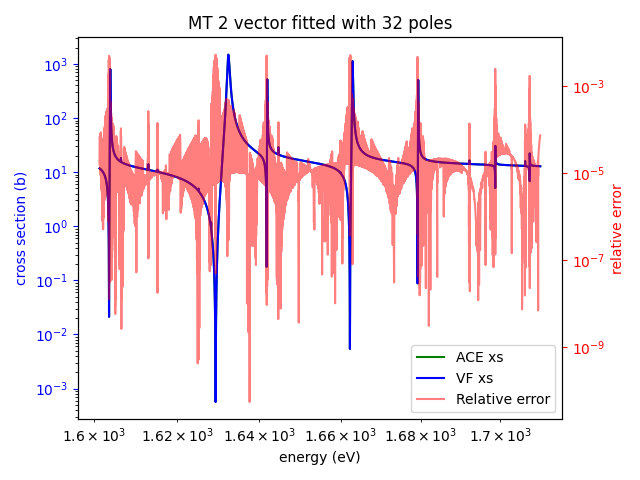 MT 2 vector fitted with 32 poles
cross section (b)
10³
10²
10¹
10⁰
10⁻¹
10⁻²
10⁻³
10⁻³
10⁻⁵
10⁻⁷
10⁻⁹
relative error
ACE xs
VF xs
Relative error
1.6 × 10³ 1.62 × 10³ 1.64 × 10³ 1.66 × 10³ 1.68 × 10³ 1.7 × 10³
energy (eV)